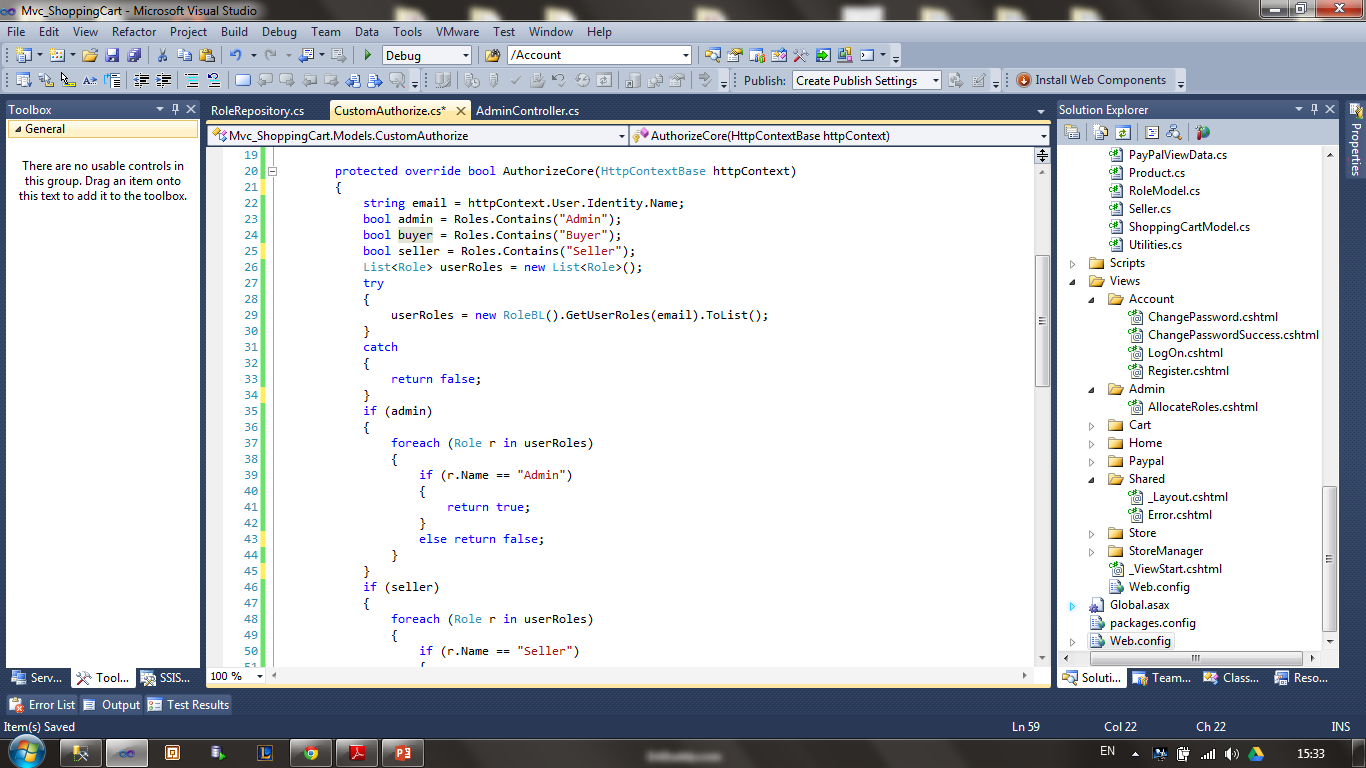 Mvc_ShoppingCart - Microsoft Visual Studio
File Edit View Refactor Project Build Debug Team Data Tools VMware Architecture Test Window Help
Debug /Account
Publish: Create Publish Settings Install Web Components
Toolbox
General
There are no usable controls in
this group. Drag an item onto
this text to add it to the toolbox.
RoleRepository.cs CustomAuthorize.cs* AdminController.cs
Mvc_ShoppingCart.Models.CustomAuthorize AuthorizeCore(HttpContextBase httpContext)
19
20 protected override bool AuthorizeCore(HttpContextBase httpContext)
21 {
22 string email = httpContext.User.Identity.Name;
23 bool admin = Roles.Contains("Admin");
24 bool buyer = Roles.Contains("Buyer");
25 bool seller = Roles.Contains("Seller");
26 List<Role> userRoles = new List<Role>();
27 try
28 {
29 userRoles = new RoleBL().GetUserRoles(email).ToList();
30 }
31 catch
32 {
33 return false;
34 }
35 if (admin)
36 {
37 foreach (Role r in userRoles)
38 {
39 if (r.Name == "Admin")
40 {
41 return true;
42 }
43 else return false;
44 }
45 }
46 if (seller)
47 {
48 foreach (Role r in userRoles)
49 {
50 if (r.Name == "Seller")
51 {
100 %
Solution Explorer
PayPalViewData.cs
Product.cs
RoleModel.cs
Seller.cs
ShoppingCartModel.cs
Utilities.cs
Scripts
Views
Account
ChangePassword.cshtml
ChangePasswordSuccess.cshtml
LogOn.cshtml
Register.cshtml
Admin
AllocateRoles.cshtml
Cart
Home
Paypal
Shared
_Layout.cshtml
Error.cshtml
Store
StoreManager
_ViewStart.cshtml
Web.config
Global.asax
packages.config
Web.config
Properties
Serv... Tool... SSIS...
Soluti... Team... Class... Reso...
Error List Output Test Results
Item(s) Saved Ln 59 Col 22 Ch 22 INS
EN 15:33